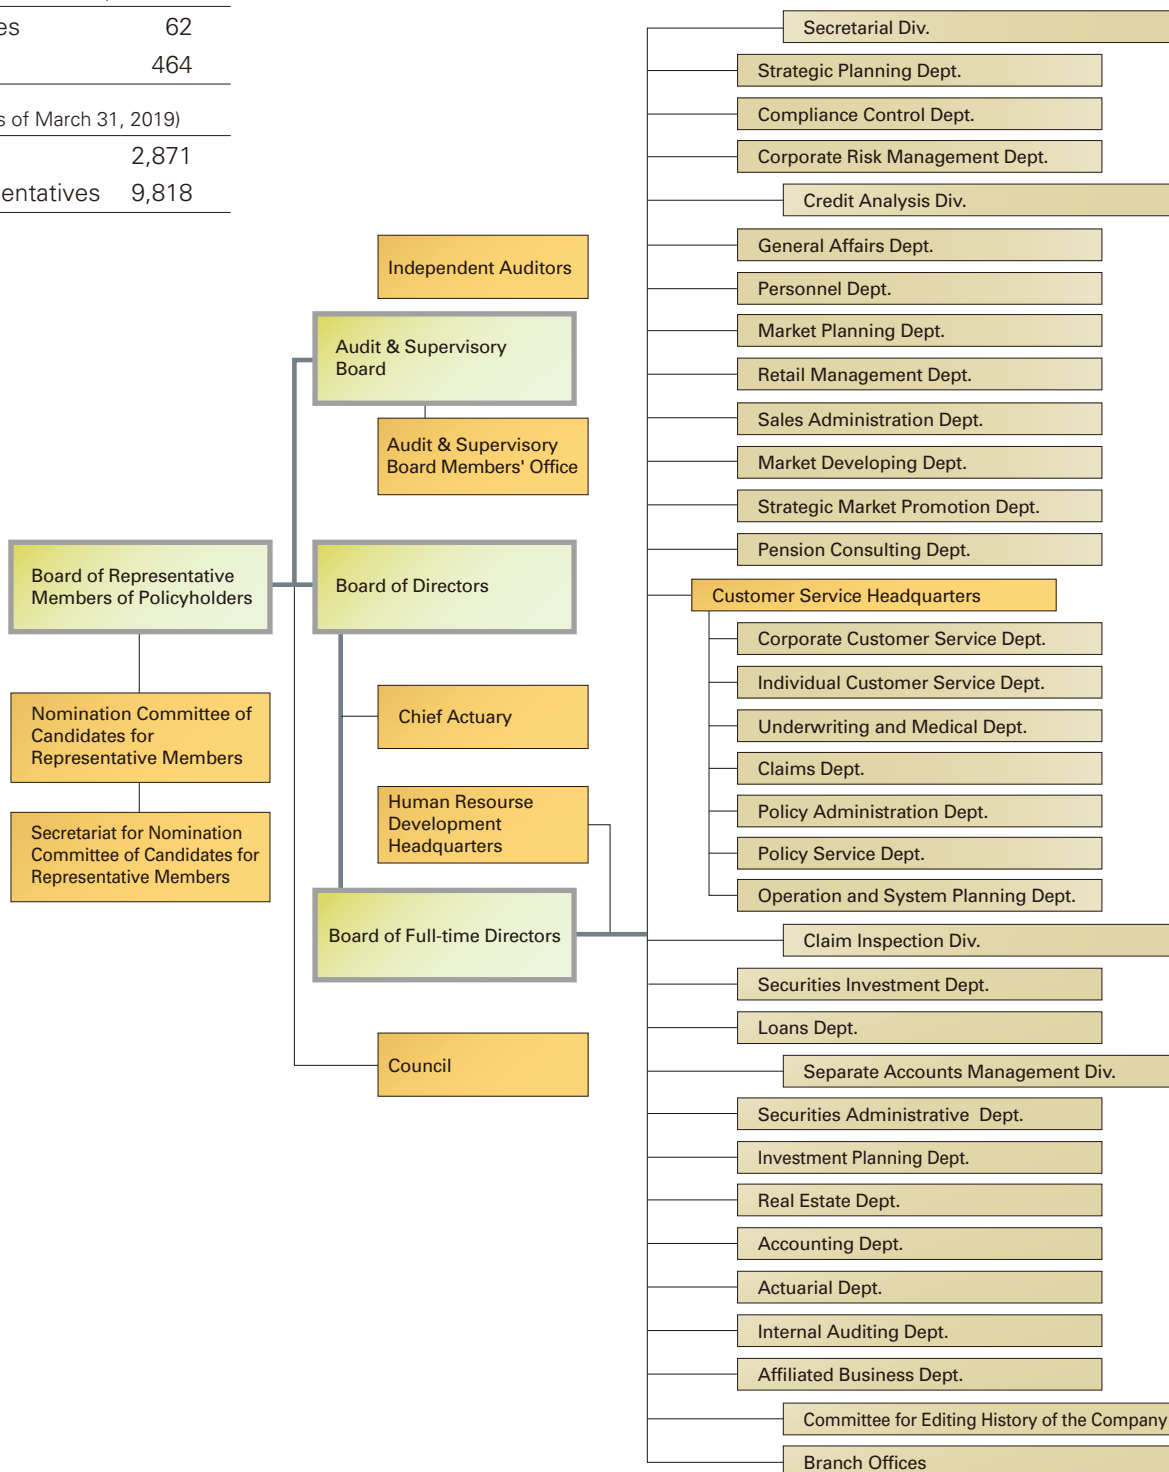 es 62
464
s of March 31, 2019)
2,871
entatives 9,818
Independent Auditors
Audit & Supervisory
Board
Audit & Supervisory
Board Members' Office
Board of Representative
Members of Policyholders
Board of Directors
Nomination Committee of
Candidates for
Representative Members
Chief Actuary
Secretariat for Nomination
Committee of Candidates for
Representative Members
Human Resourse
Development
Headquarters
Board of Full-time Directors
Council
Secretarial Div.
Strategic Planning Dept.
Compliance Control Dept.
Corporate Risk Management Dept.
Credit Analysis Div.
General Affairs Dept.
Personnel Dept.
Market Planning Dept.
Retail Management Dept.
Sales Administration Dept.
Market Developing Dept.
Strategic Market Promotion Dept.
Pension Consulting Dept.
Customer Service Headquarters
Corporate Customer Service Dept.
Individual Customer Service Dept.
Underwriting and Medical Dept.
Claims Dept.
Policy Administration Dept.
Policy Service Dept.
Operation and System Planning Dept.
Claim Inspection Div.
Securities Investment Dept.
Loans Dept.
Separate Accounts Management Div.
Securities Administrative Dept.
Investment Planning Dept.
Real Estate Dept.
Accounting Dept.
Actuarial Dept.
Internal Auditing Dept.
Affiliated Business Dept.
Committee for Editing History of the Company
Branch Offices